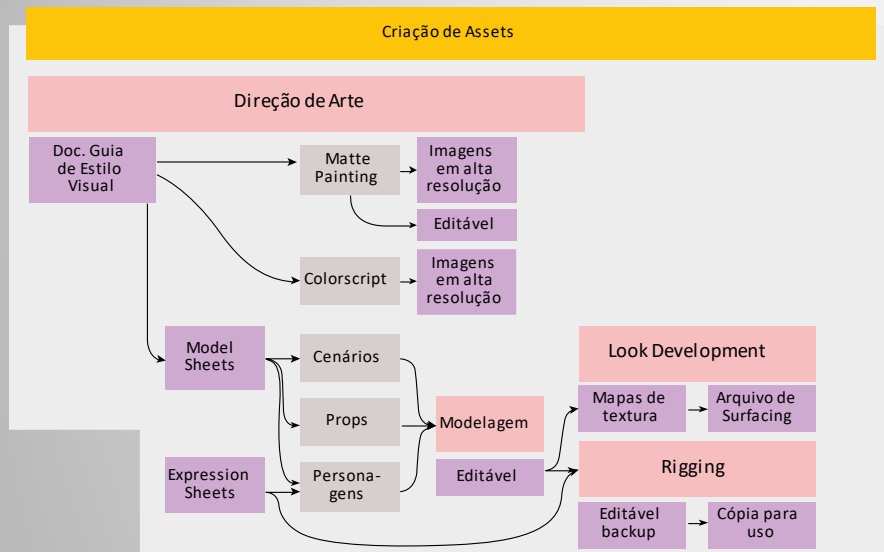 Criação de Assets
Direção de Arte
Doc. Guia
de Estilo
Visual
Matte
Painting
Imagens
em alta
resolução
Editável
Colorscript
Imagens
em alta
resolução
Model
Sheets
Cenários
Props
Expression
Sheets
Persona-
gens
Modelagem
Editável
Look Development
Mapas de
textura
Arquivo de
Surfacing
Rigging
Editável
backup
Cópia para
uso